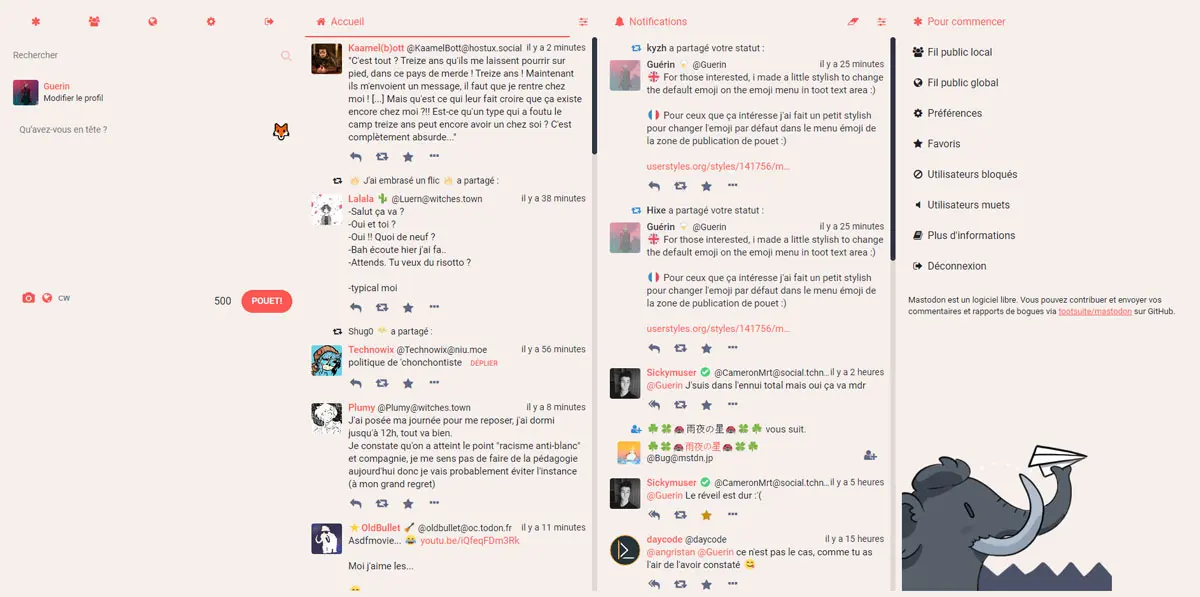 Rechercher
Guerin
Modifier le profil
Qu'avez-vous en tête ?
CW
500
POUET!
Accueil
Kaamel(b)ott @KaamelBott@hostux.social il y a 2 minutes
"C'est tout ? Treize ans qu'ils me laissent pourrir sur
pied, dans ce pays de merde ! Treize ans ! Maintenant
ils m'envoient un message, il faut que je rentre chez
moi ! [...] Mais qu'est ce qui leur fait croire que ça existe
encore chez moi ?!! Est-ce qu'un type qui a foutu le
camp treize ans peut encore avoir un chez soi ? C'est
complètement absurde..."
J'ai embrasé un flic a partagé :
Lalala @Luern@witches.town il y a 38 minutes
-Salut ça va ?
-Oui et toi ?
-Oui !! Quoi de neuf ?
-Bah écoute hier j'ai fa..
-Attends. Tu veux du risotto ?
-typical moi
Shug0 a partagé :
Technowix @Technowix@niu.moe il y a 56 minutes
politique de 'chonchontiste DÉPLIER
Plumy @Plumy@witches.town il y a 8 minutes
J'ai posée ma journée pour me reposer, j'ai dormi
jusqu'à 12h, tout va bien.
Je constate qu'on a atteint le point "racisme anti-blanc"
et compagnie, je me sens pas de faire de la pédagogie
aujourd'hui donc je vais probablement éviter l'instance
(à mon grand regret)
OldBullet @oldbullet@oc.todon.fr il y a 11 minutes
Asdfmovie... youtu.be/iQfeqFDm3Rk
Moi j'aime les...
Notifications
kyzh a partagé votre statut :
Guérin @Guerin il y a 25 minutes
For those interested, i made a little stylish to change
the default emoji on the emoji menu in toot text area :)
Pour ceux que ça intéresse j'ai fait un petit stylish
pour changer l'emoji par défaut dans le menu émoji de
la zone de publication de pouet :)
userstyles.org/styles/141756/m...
Hixe a partagé votre statut :
Guérin @Guerin il y a 25 minutes
For those interested, i made a little stylish to change
the default emoji on the emoji menu in toot text area :)
Pour ceux que ça intéresse j'ai fait un petit stylish
pour changer l'emoji par défaut dans le menu émoji de
la zone de publication de pouet :)
userstyles.org/styles/141756/m...
Sickymuser @CameronMrt@social.tchn... il y a 2 heures
@Guerin J'suis dans l'ennui total mais oui ça va mdr
雨夜の星 vous suit.
雨夜の星
@Bug@mstdn.jp
Sickymuser @CameronMrt@social.tchn... il y a 5 heures
@Guerin Le réveil est dur :'(
daycode @daycode il y a 15 heures
@angristan @Guerin ce n'est pas le cas, comme tu as
l'air de l'avoir constaté
Pour commencer
Fil public local
Fil public global
Préférences
Favoris
Utilisateurs bloqués
Utilisateurs muets
Plus d'informations
Déconnexion
Mastodon est un logiciel libre. Vous pouvez contribuer et envoyer vos
commentaires et rapports de bogues via tootsuite/mastodon sur GitHub.